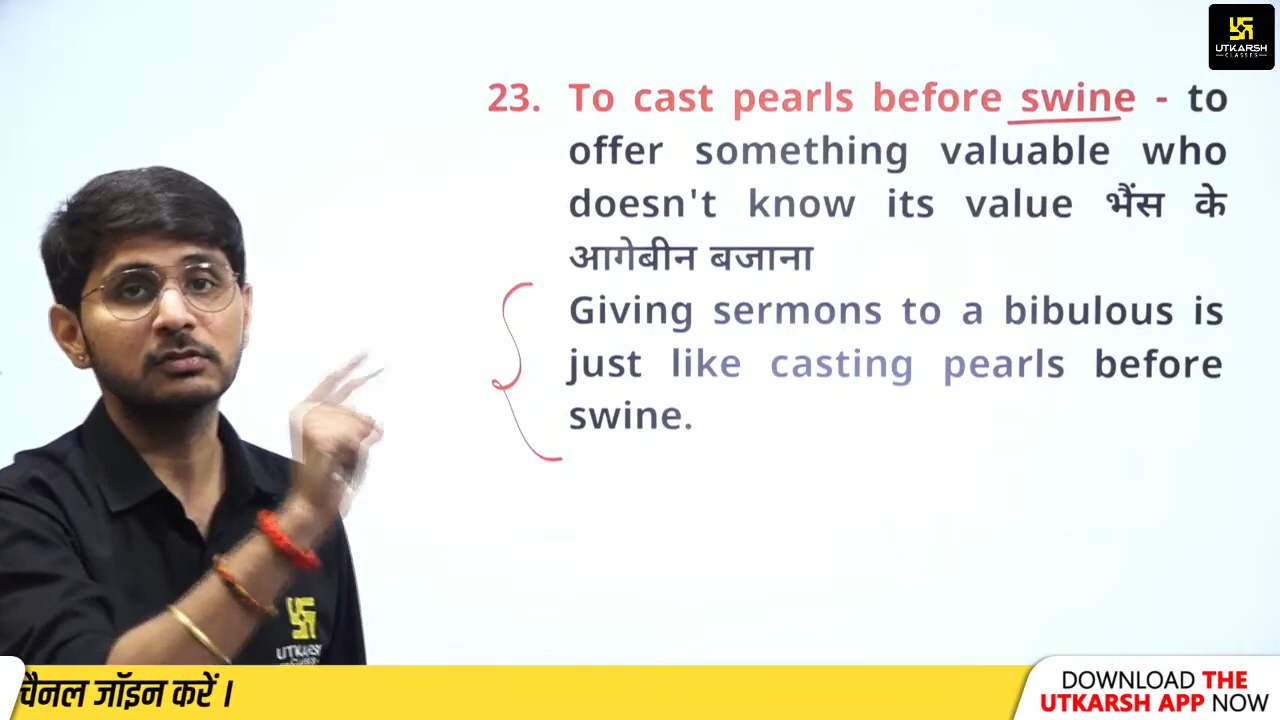 UTKARSH
CLASSES
23. To cast pearls before swine - to
offer something valuable who
doesn't know its value भैंस के
आगेबीन बजाना
Giving sermons to a bibulous is
just like casting pearls before
swine.
UTKARSH
चैनल जॉइन करें ।
DOWNLOAD THE
UTKARSH APP NOW